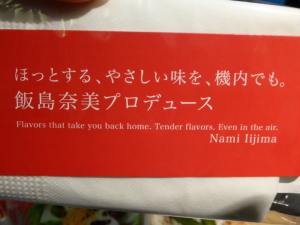 ほっとする、やさしい味を、機内でも。
飯島奈美プロデュース
Flavors that take you back home. Tender flavors. Even in the air.
Nami Iijima